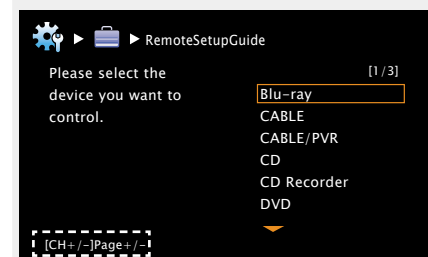 RemoteSetupGuide
Please select the
device you want to
control.
[1/3]
Blu-ray
CABLE
CABLE/PVR
CD
CD Recorder
DVD
[CH+/-]Page+/-